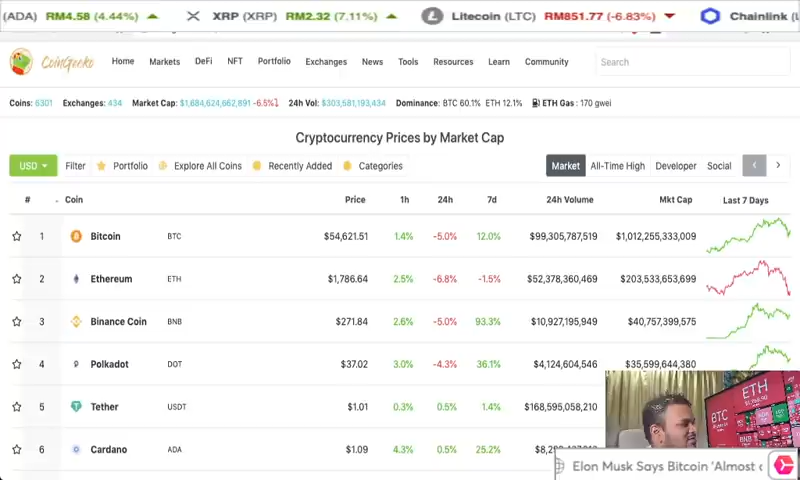 (ADA) RM4.58 (4.44%) XRP (XRP) RM2.32 (7.11%) Litecoin (LTC) RM851.77 (-6.83%) Chainlink (L
CoinGecko Home Markets DeFi NFT Portfolio Exchanges News Tools Resources Learn Community Search
Coins: 6301 Exchanges: 434 Market Cap: $1,684,624,662,891 -6.5% 24h Vol: $303,581,193,434 Dominance: BTC 60.1% ETH 12.1% ETH Gas: 170 gwei
Cryptocurrency Prices by Market Cap
USD Filter Portfolio Explore All Coins Recently Added Categories Market All-Time High Developer Social
# Coin Price 1h 24h 7d 24h Volume Mkt Cap Last 7 Days
1 Bitcoin BTC $54,621.51 1.4% -5.0% 12.0% $99,305,787,519 $1,012,255,333,009
2 Ethereum ETH $1,786.64 2.5% -6.8% -1.5% $52,378,360,469 $203,533,653,699
3 Binance Coin BNB $271.84 2.6% -5.0% 93.3% $10,927,195,949 $40,757,399,575
4 Polkadot DOT $37.02 3.0% -4.3% 36.1% $4,124,604,546 $35,599,644,380
5 Tether USDT $1.01 0.3% 0.5% 1.4% $168,595,058,210
6 Cardano ADA $1.09 4.3% 0.5% 25.2%
ETH
BTC
BNB
Elon Musk Says Bitcoin 'Almost